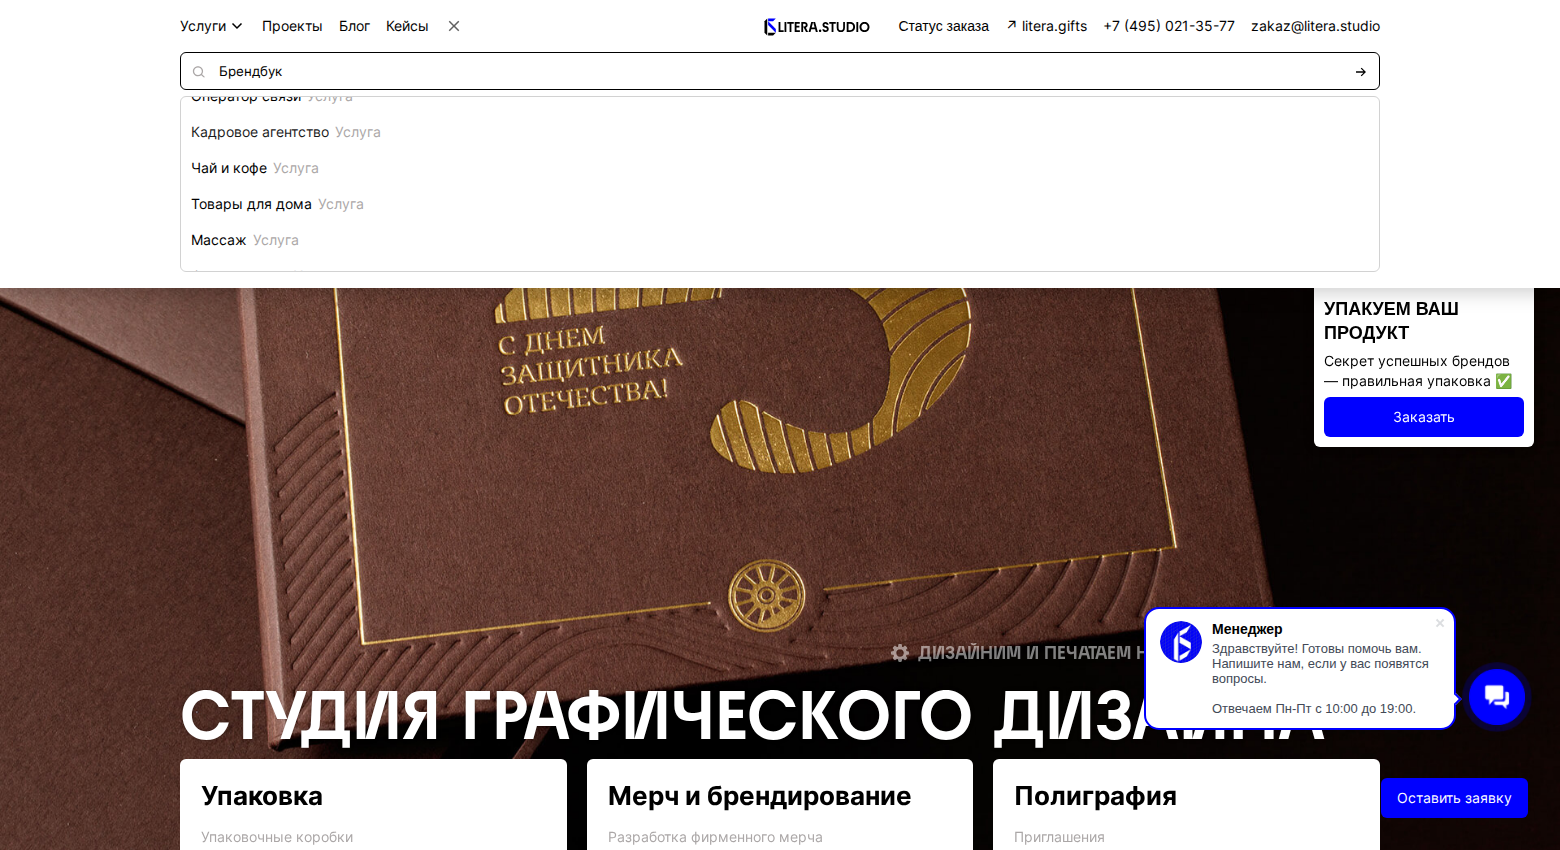 Услуги Проекты Блог Кейсы LITERA.STUDIO Статус заказа ↗ litera.gifts +7 (495) 021-35-77 zakaz@litera.studio
Брендбук
Оператор связи Услуга
Кадровое агентство Услуга
Чай и кофе Услуга
Товары для дома Услуга
Массаж Услуга
С ДНЕМ
ЗАЩИТНИКА
ОТЕЧЕСТВА!
УПАКУЕМ ВАШ
ПРОДУКТ
Секрет успешных брендов
— правильная упаковка ✅
Заказать
ДИЗАЙНИМ И ПЕЧАТАЕМ
СТУДИЯ ГРАФИЧЕСКОГО ДИЗАЙНА
Менеджер
Здравствуйте! Готовы помочь вам.
Напишите нам, если у вас появятся
вопросы.
Отвечаем Пн-Пт с 10:00 до 19:00.
Упаковка
Упаковочные коробки
Мерч и брендирование
Разработка фирменного мерча
Полиграфия
Приглашения
Оставить заявку